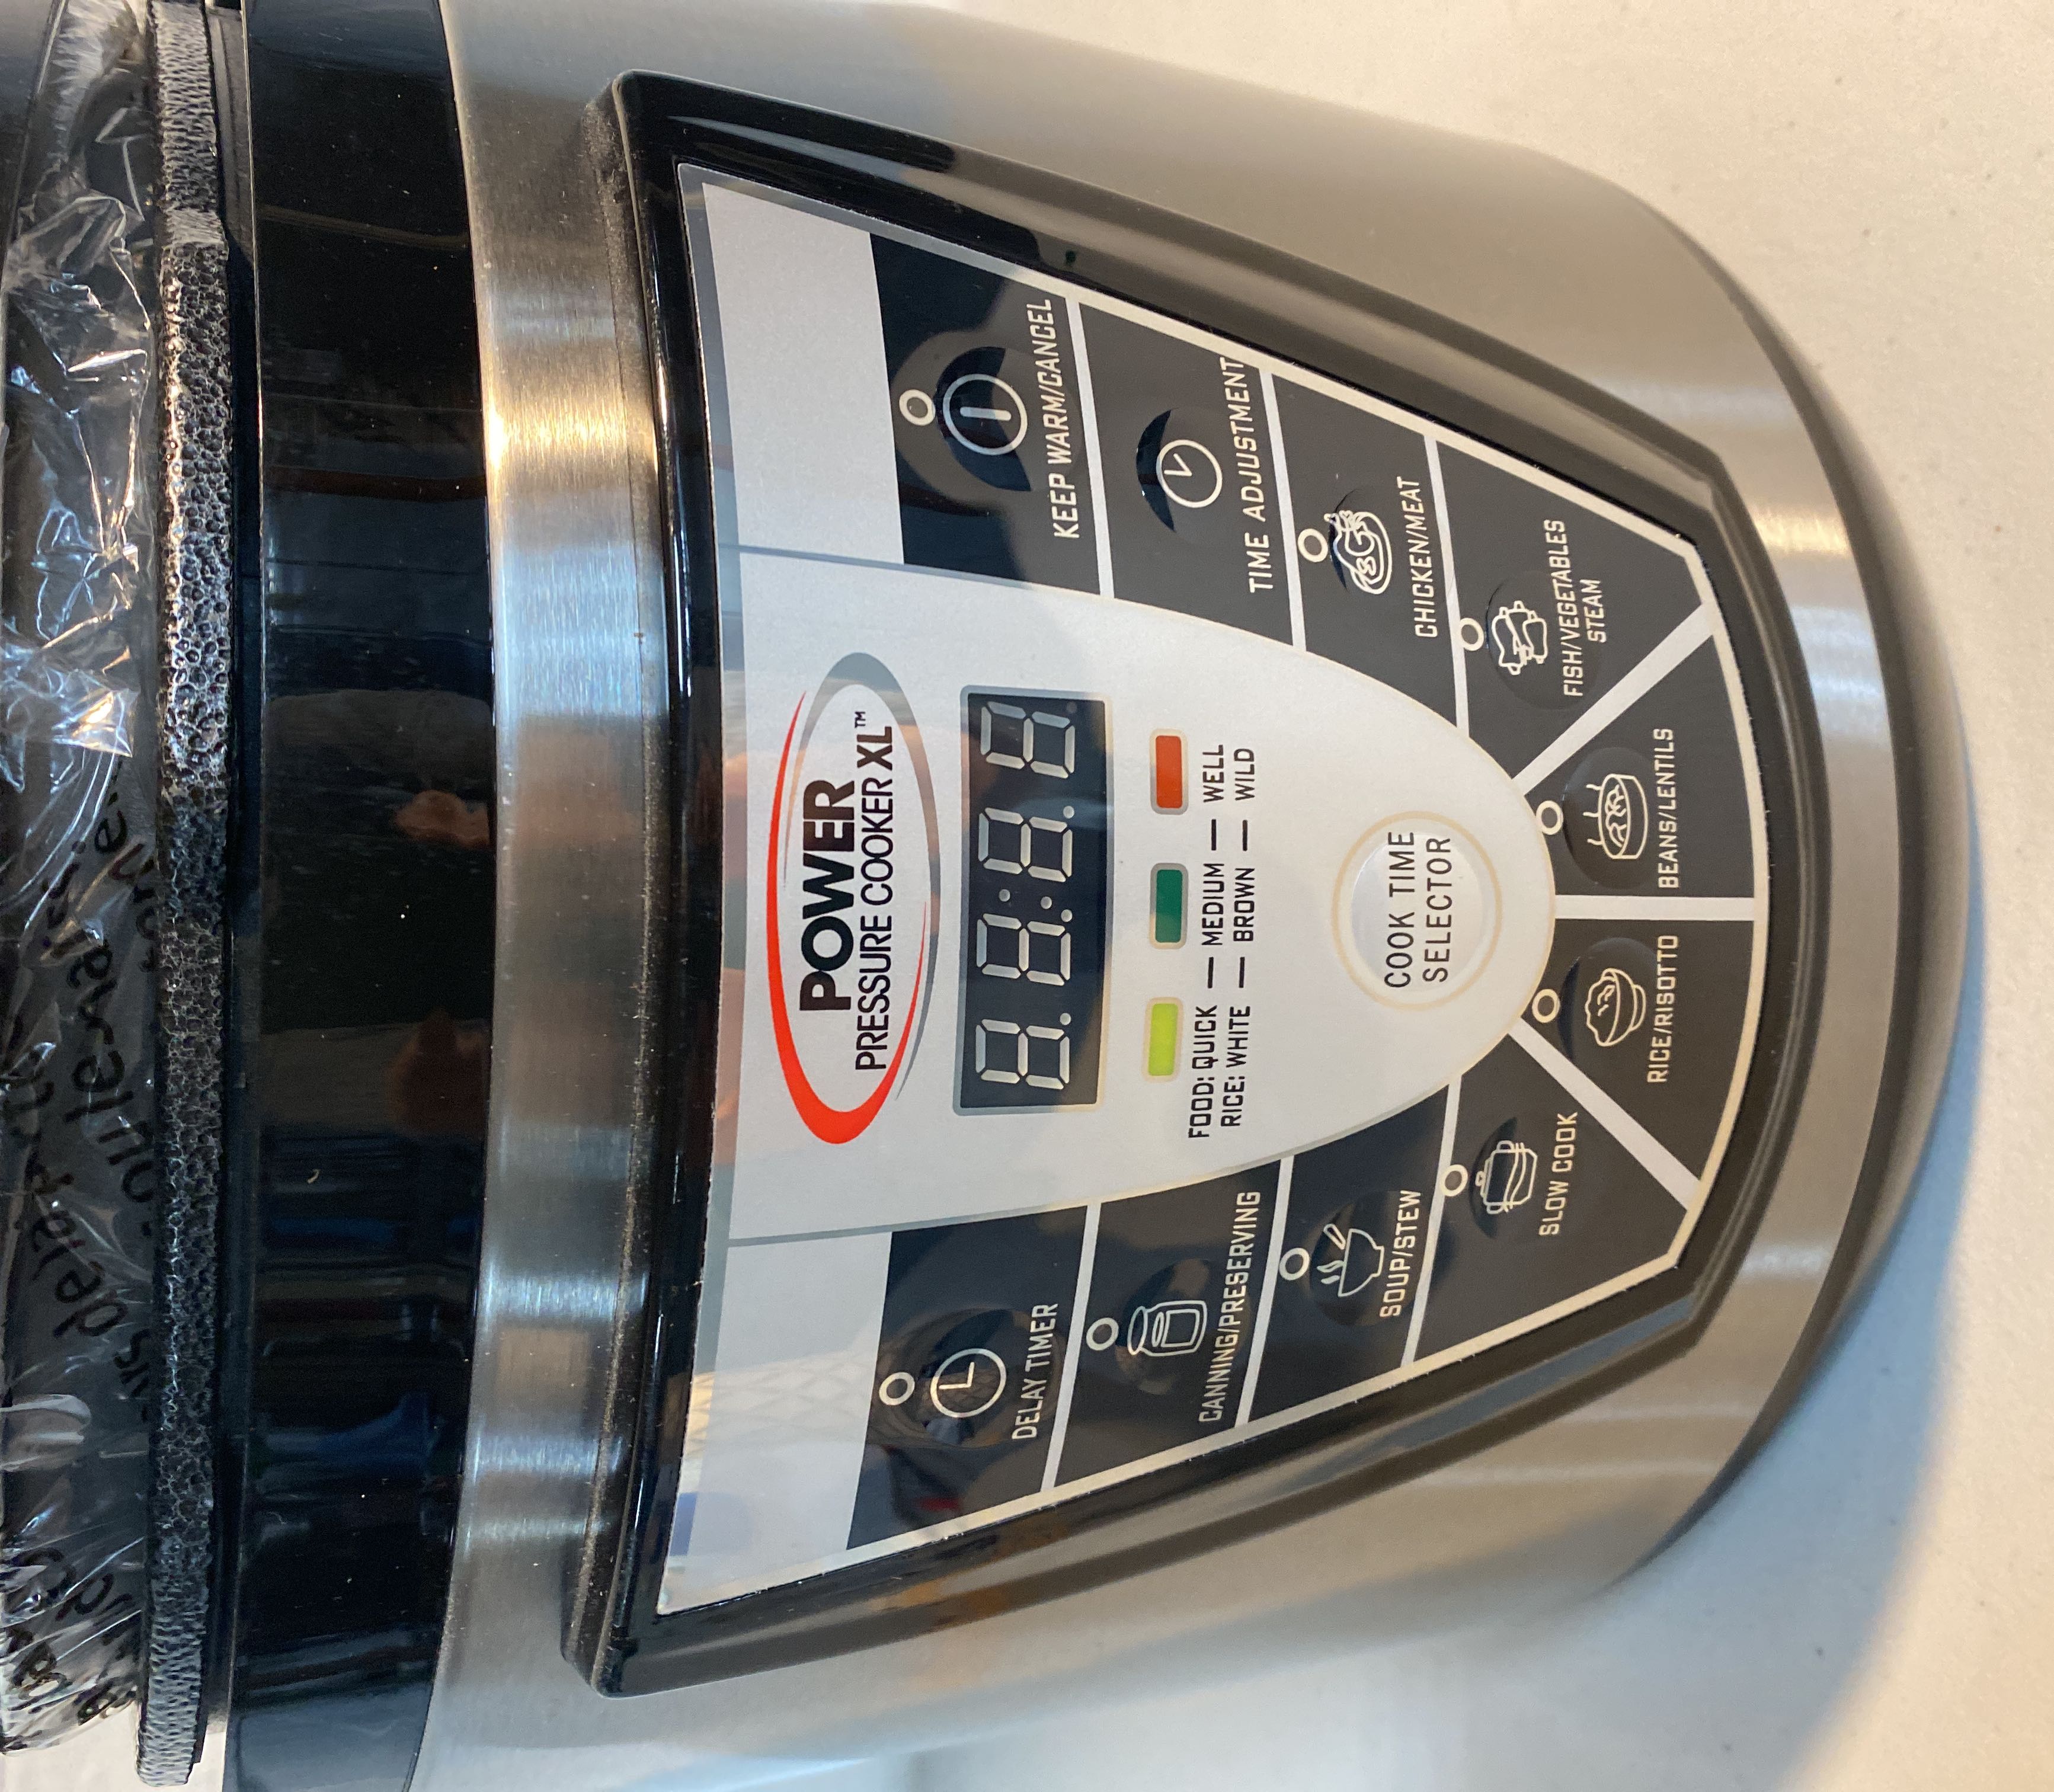 POWER
PRESSURE COOKER XL™
8.8:8.8.
FOOD: QUICK — MEDIUM — WELL
RICE: WHITE — BROWN — WILD
COOK TIME
SELECTOR
DELAY TIMER
CANNING/PRESERVING
SOUP/STEW
SLOW COOK
RICE/RISOTTO
BEANS/LENTILS
FISH/VEGETABLES
STEAM
CHICKEN/MEAT
TIME ADJUSTMENT
KEEP WARM/CANCEL